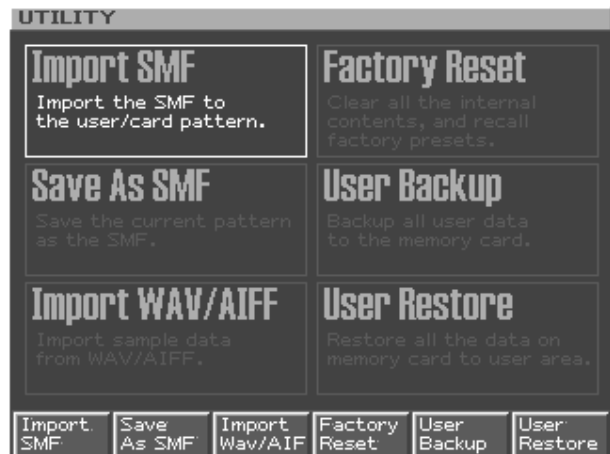 UTILITY
Import SMF
Import the SMF to
the user/card pattern.
Factory Reset
Clear all the internal
contents, and recall
factory presets.
Save As SMF
Save the current pattern
as the SMF.
User Backup
Backup all user data
to the memory card.
Import WAV/AIFF
Import sample data
from WAV/AIFF.
User Restore
Restore all the data on
memory card to user area.
Import SMF
Save As SMF
Import Wav/AIF
Factory Reset
User Backup
User Restore